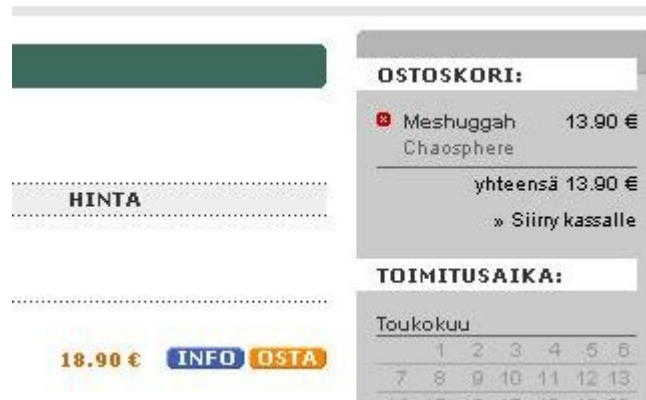 HINTA
18.90 € INFO OSTA
OSTOSKORI:
Meshuggah 13.90 €
Chaosphere
yhteensä 13.90 €
» Siirry kassalle
TOIMITUSAIKA:
Toukokuu
1 2 3 4 5 6
7 8 9 10 11 12 13